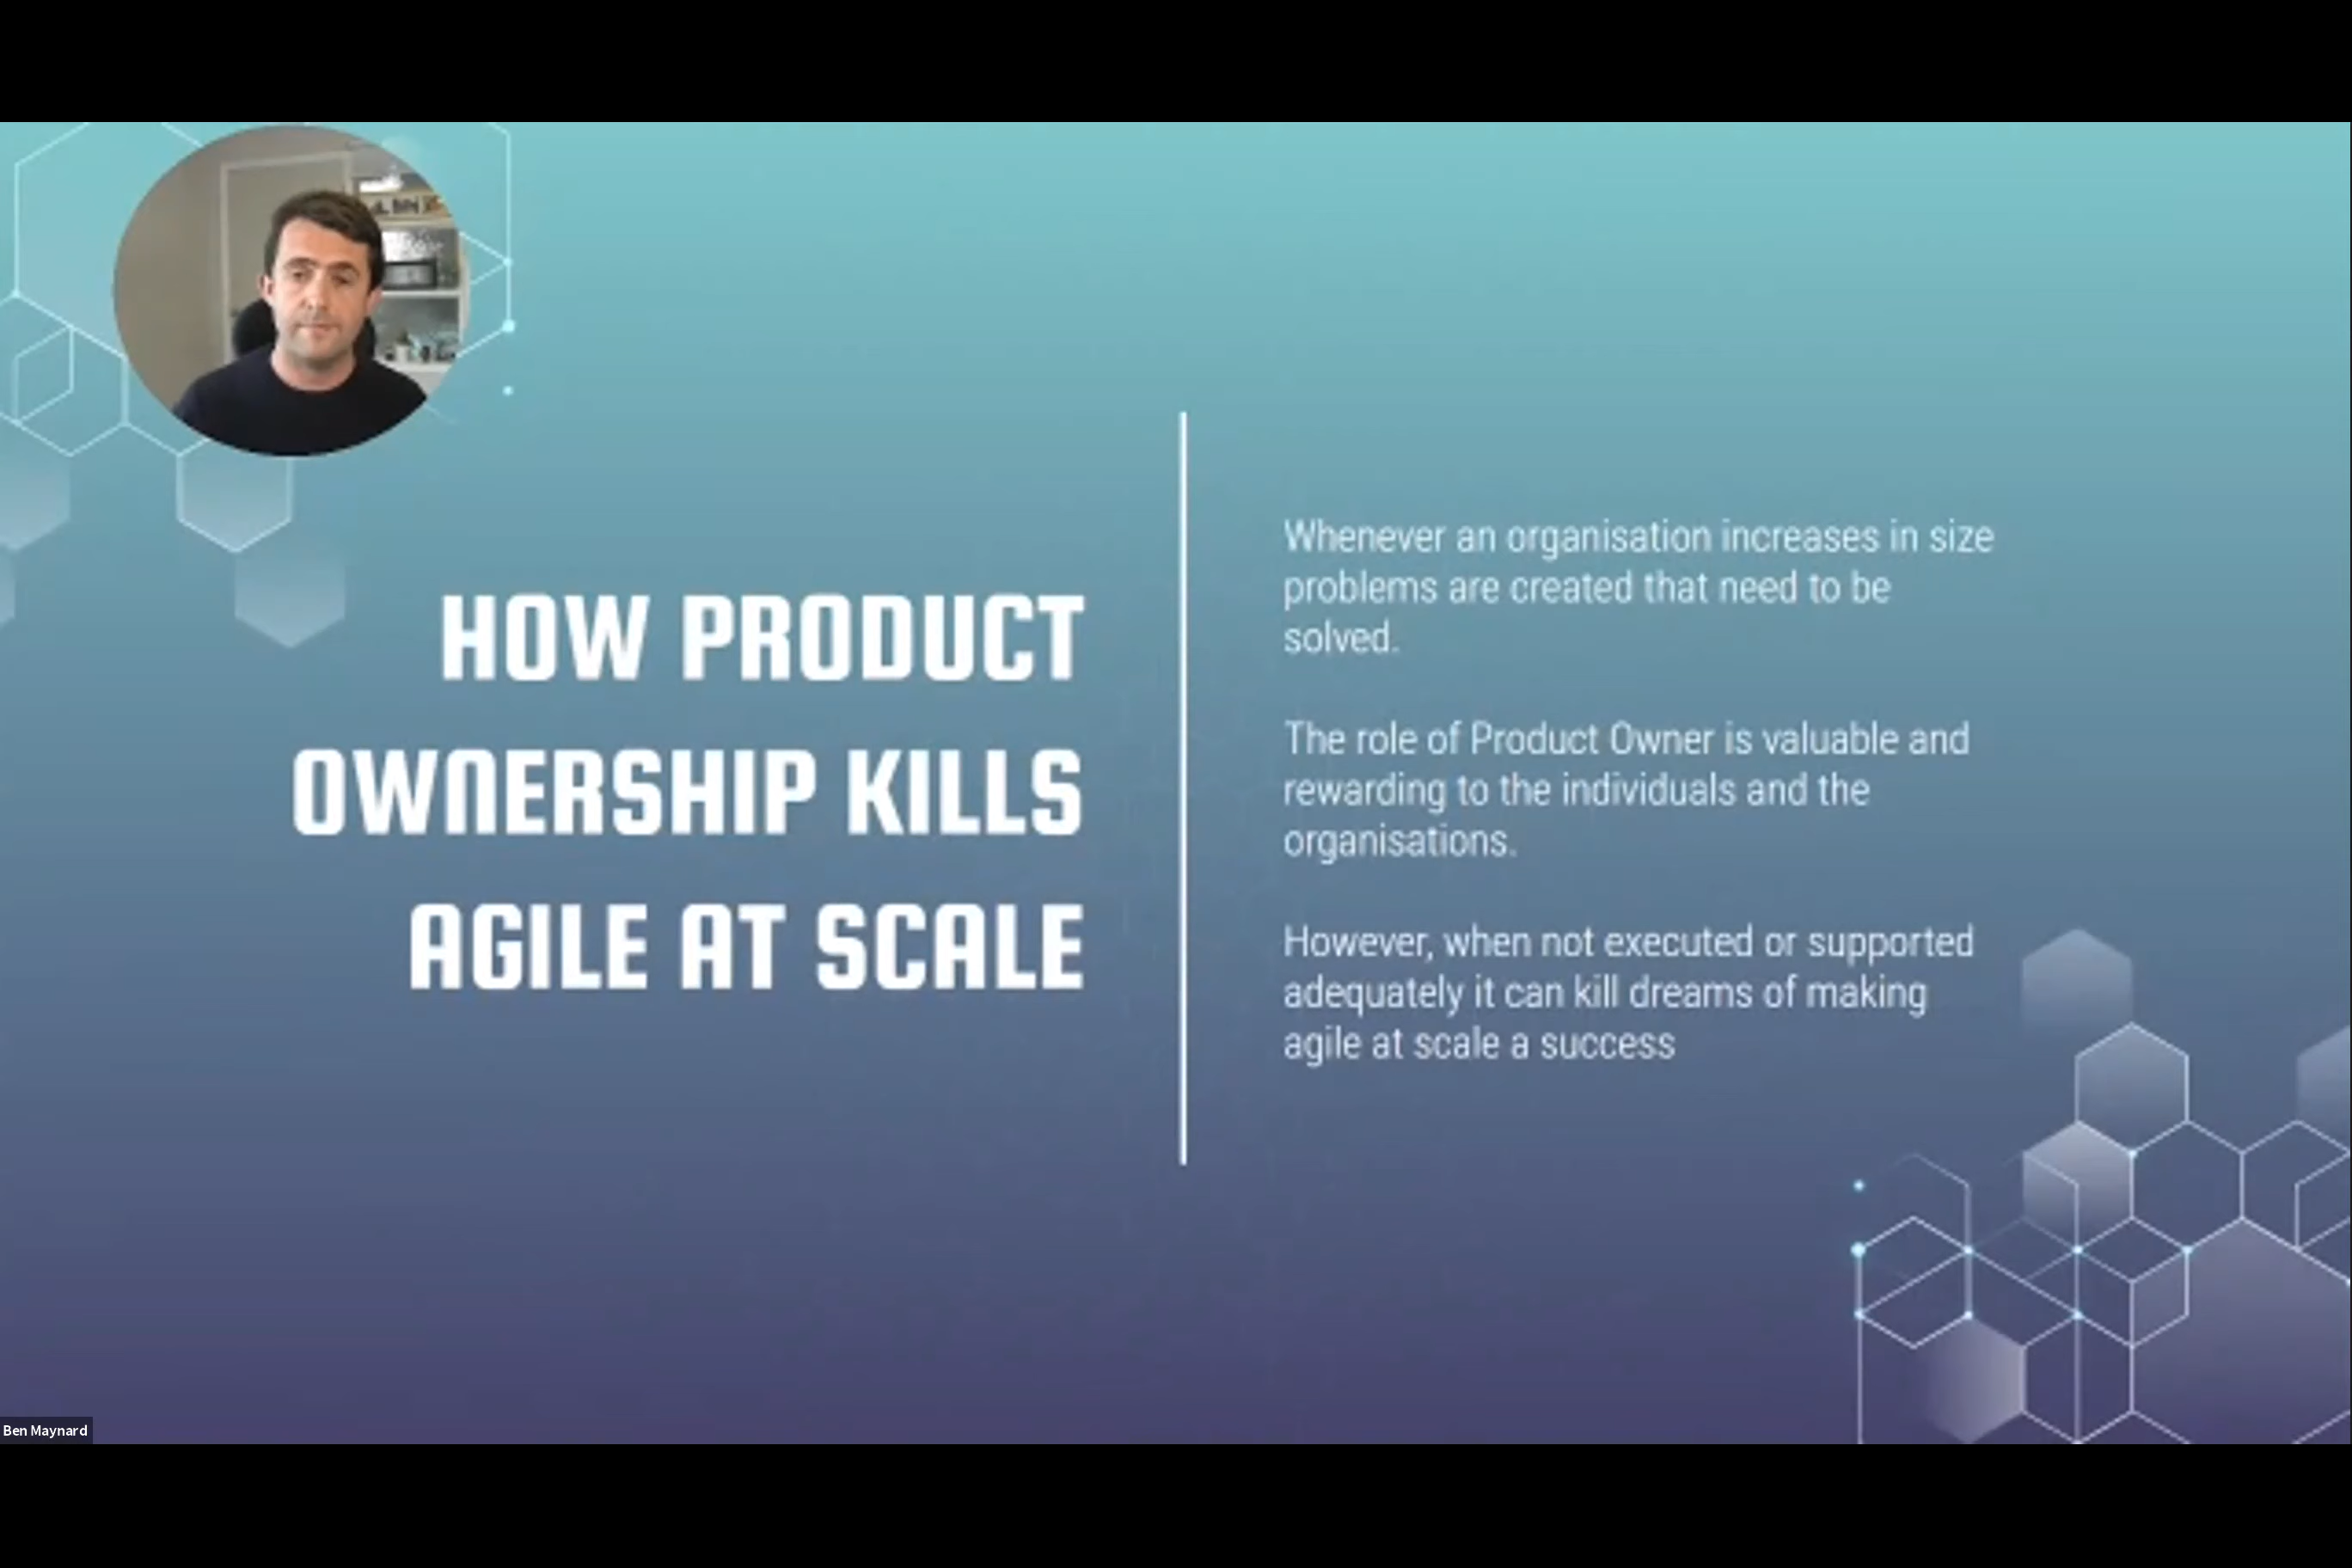 HOW PRODUCT
OWNERSHIP KILLS
AGILE AT SCALE
Whenever an organisation increases in size
problems are created that need to be
solved.
The role of Product Owner is valuable and
rewarding to the individuals and the
organisations.
However, when not executed or supported
adequately it can kill dreams of making
agile at scale a success
Ben Maynard